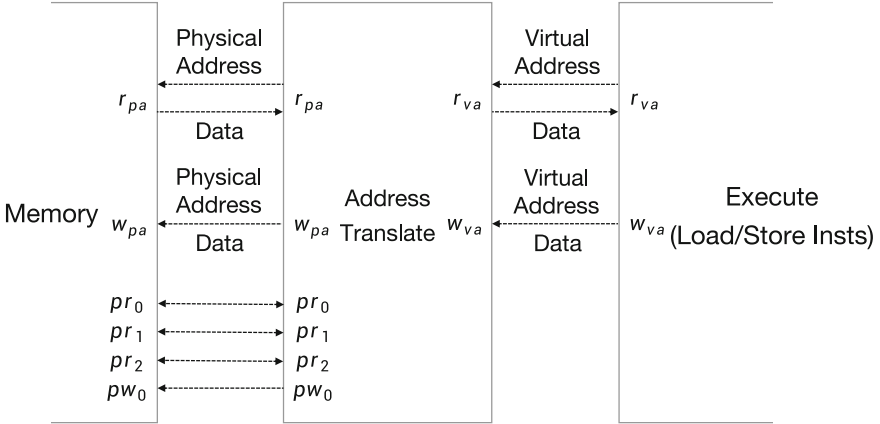 Physical
Address
Virtual
Address
r_pa r_pa r_va r_va
Data Data
Physical
Address
Virtual
Address
Memory w_pa w_pa Address
Translate w_va w_va Execute
(Load/Store Insts)
Data Data
pr_0 pr_0
pr_1 pr_1
pr_2 pr_2
pw_0 pw_0